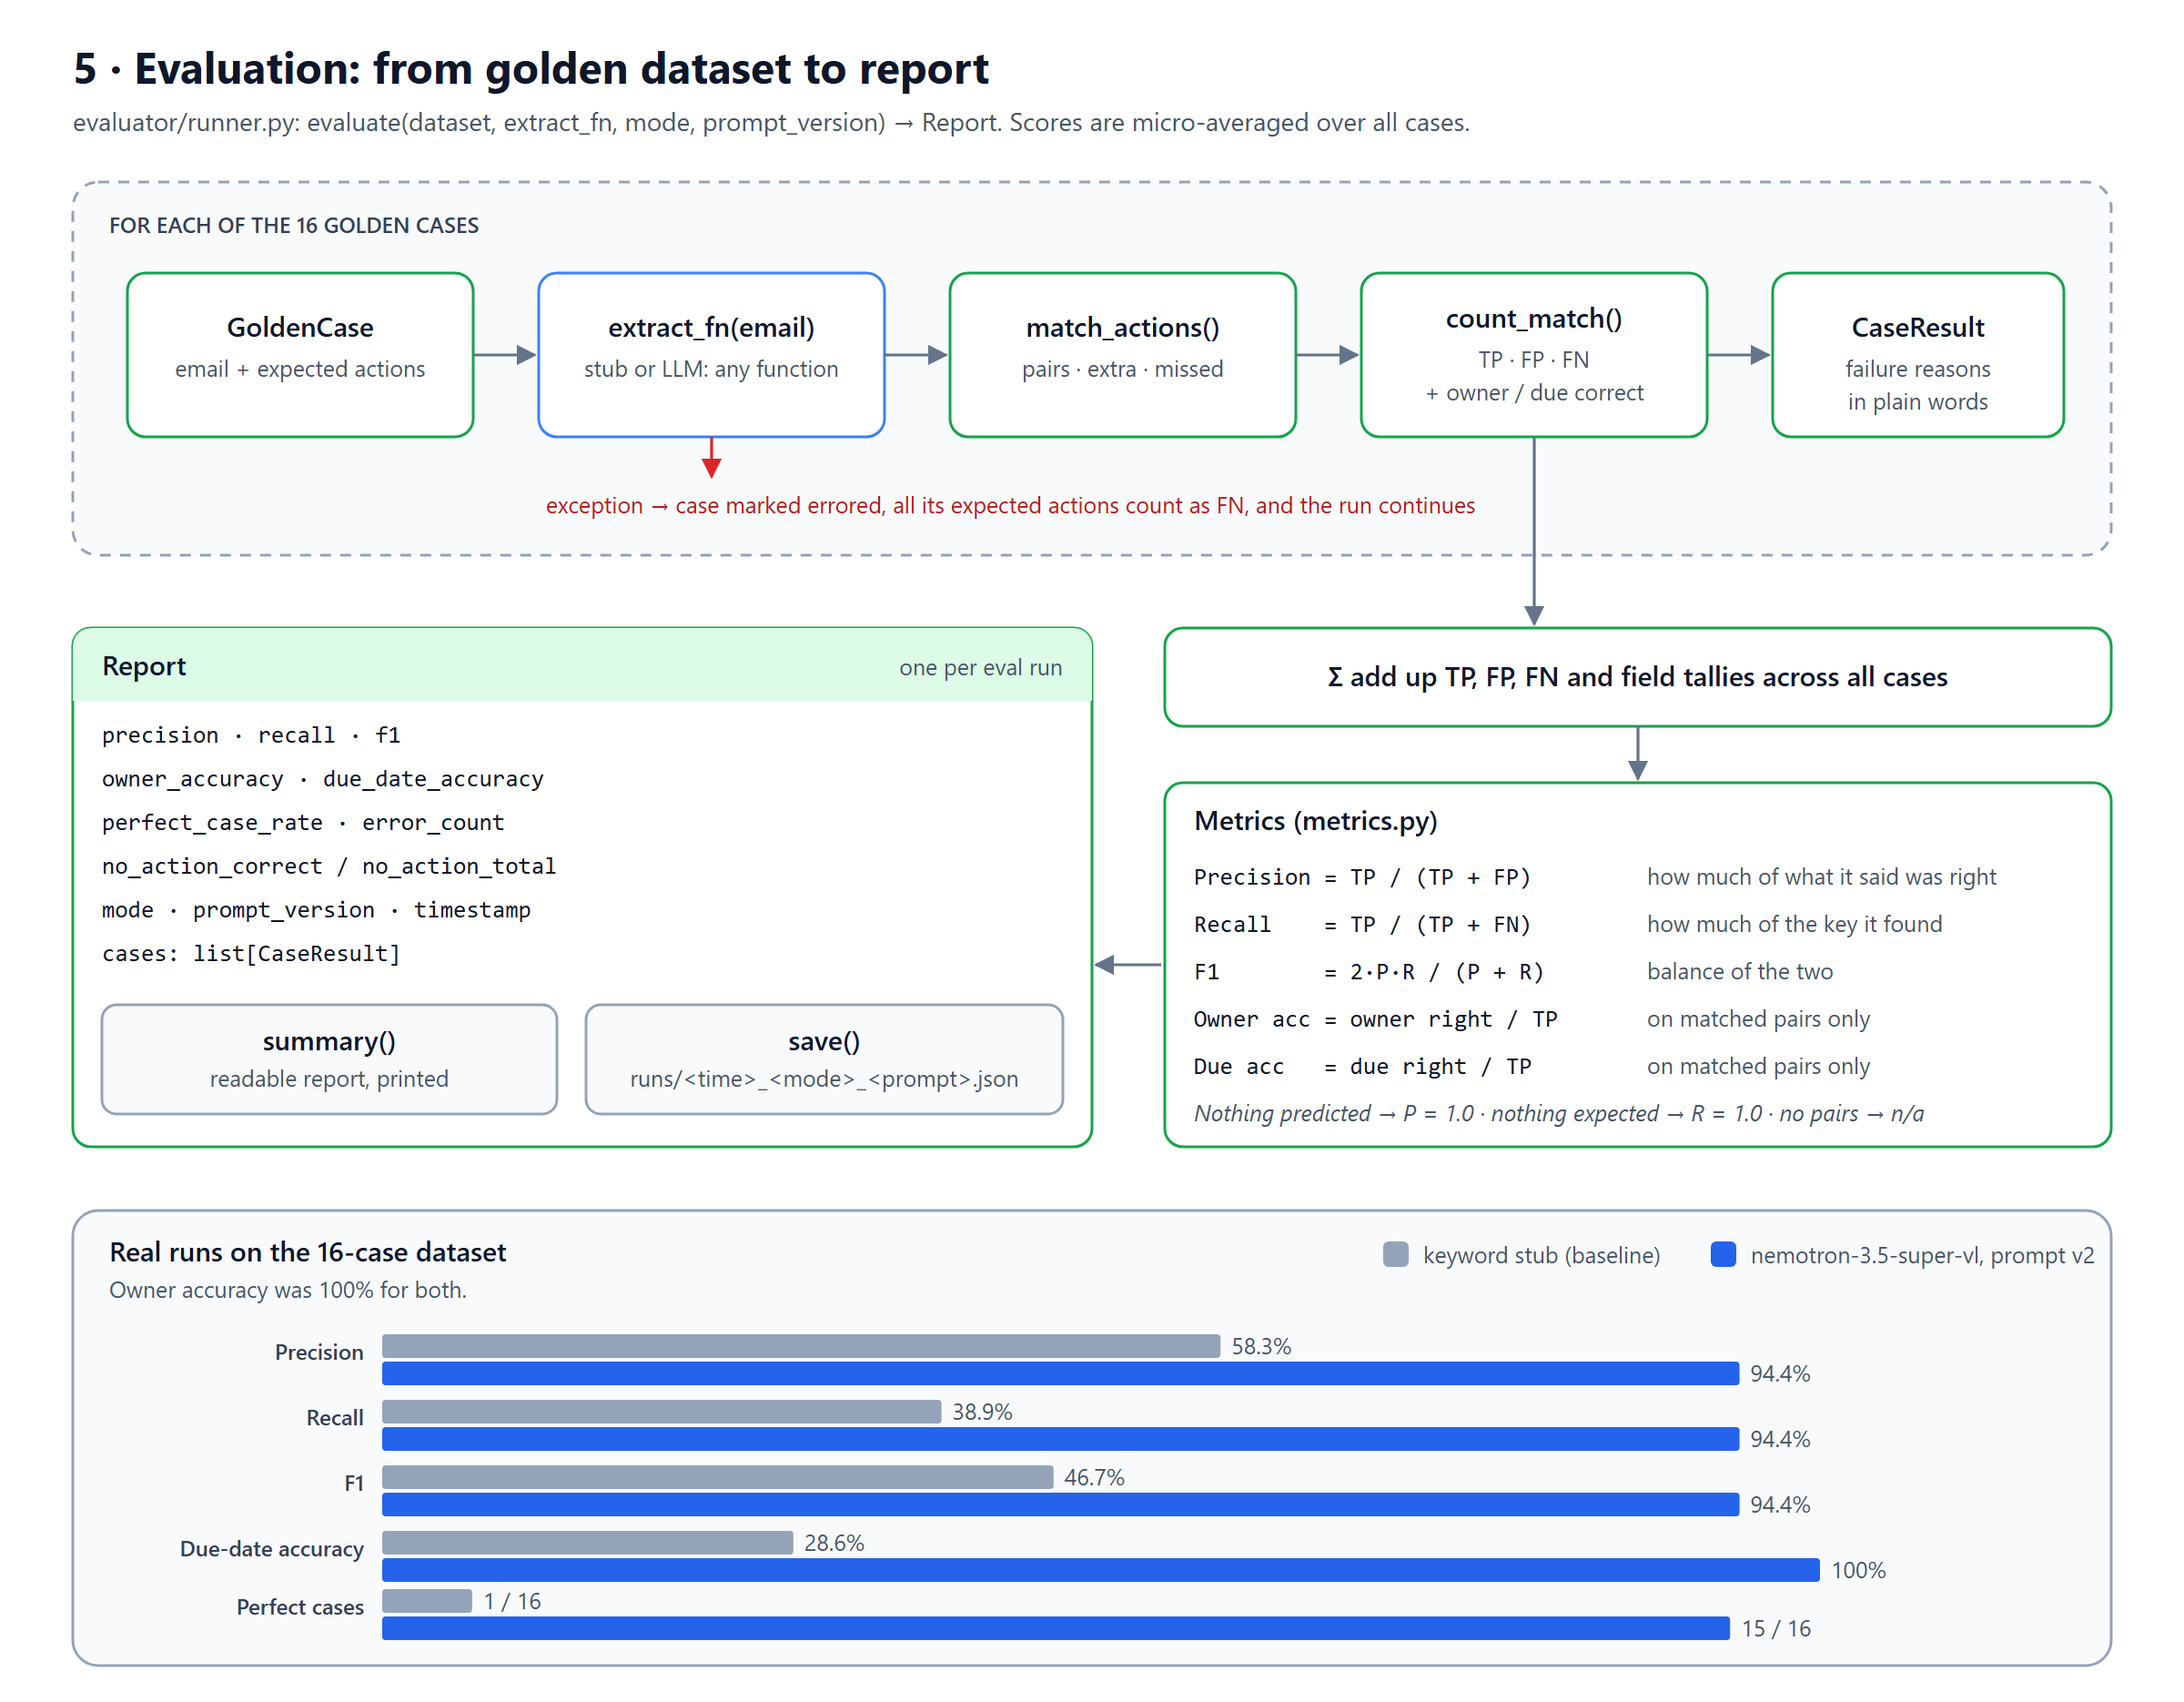 5 · Evaluation: from golden dataset to report
evaluator/runner.py: evaluate(dataset, extract_fn, mode, prompt_version) → Report. Scores are micro-averaged over all cases.
FOR EACH OF THE 16 GOLDEN CASES
GoldenCase
email + expected actions
extract_fn(email)
stub or LLM: any function
match_actions()
pairs · extra · missed
count_match()
TP · FP · FN
+ owner / due correct
CaseResult
failure reasons
in plain words
exception → case marked errored, all its expected actions count as FN, and the run continues
Report
one per eval run
precision · recall · f1
owner_accuracy · due_date_accuracy
perfect_case_rate · error_count
no_action_correct / no_action_total
mode · prompt_version · timestamp
cases: list[CaseResult]
summary()
readable report, printed
save()
runs/<time>_<mode>_<prompt>.json
Σ add up TP, FP, FN and field tallies across all cases
Metrics (metrics.py)
Precision = TP / (TP + FP) how much of what it said was right
Recall = TP / (TP + FN) how much of the key it found
F1 = 2·P·R / (P + R) balance of the two
Owner acc = owner right / TP on matched pairs only
Due acc = due right / TP on matched pairs only
Nothing predicted → P = 1.0 · nothing expected → R = 1.0 · no pairs → n/a
Real runs on the 16-case dataset
Owner accuracy was 100% for both.
keyword stub (baseline)
nemotron-3.5-super-vl, prompt v2
Precision
58.3%
94.4%
Recall
38.9%
94.4%
F1
46.7%
94.4%
Due-date accuracy
28.6%
100%
Perfect cases
1 / 16
15 / 16